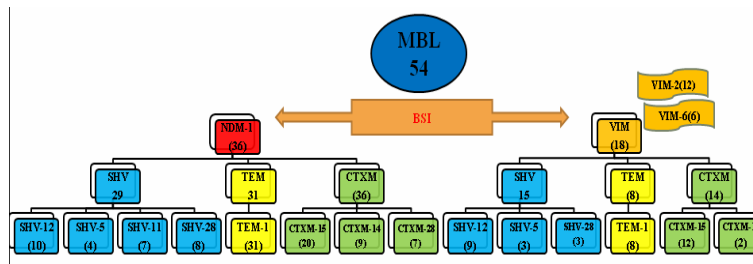 MBL
54
VIM-2(12)
BSI
VIM-6(6)
NDM-1
(36)
VIM
(18)
SHV
29
TEM
31
CTXM
(36)
SHV
15
TEM
(8)
CTXM
(14)
SHV-12
(10)
SHV-5
(4)
SHV-11
(7)
SHV-28
(8)
TEM-1
(31)
CTXM-15
(20)
CTXM-14
(9)
CTXM-28
(7)
SHV-12
(9)
SHV-5
(3)
SHV-28
(3)
TEM-1
(8)
CTXM-15
(12)
(2)